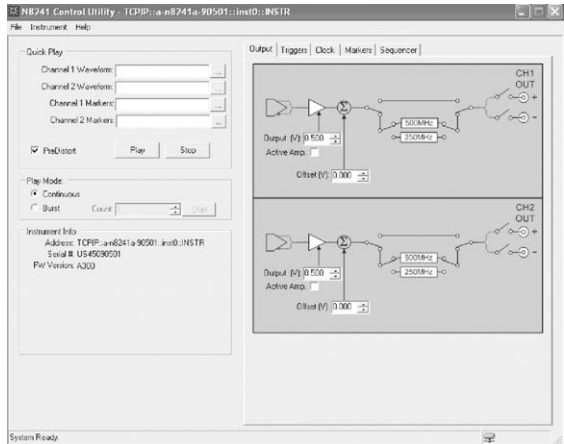 N8241 Control Utility - TCPIP::a-n8241a-90501::inst0::INSTR
File Instrument Help
Quick Play
Channel 1 Waveform:
...
Channel 2 Waveform:
...
Channel 1 Markers:
...
Channel 2 Markers:
...
PreDistort
Play
Stop
Play Mode:
Continuous
Burst
Count:
Start
Instrument Info
Address: TCPIP::a-n8241a-90501::inst0::INSTR
Serial #: US45090501
FW Version: A300
Output
Triggers
Clock
Markers
Sequencer
CH1
OUT
+
-
Σ
500MHz
250MHz
Output (V): 0.500
Active Amp.
Offset (V): 0.000
CH2
OUT
+
-
Σ
500MHz
250MHz
Output (V): 0.500
Active Amp.
Offset (V): 0.000
System Ready.